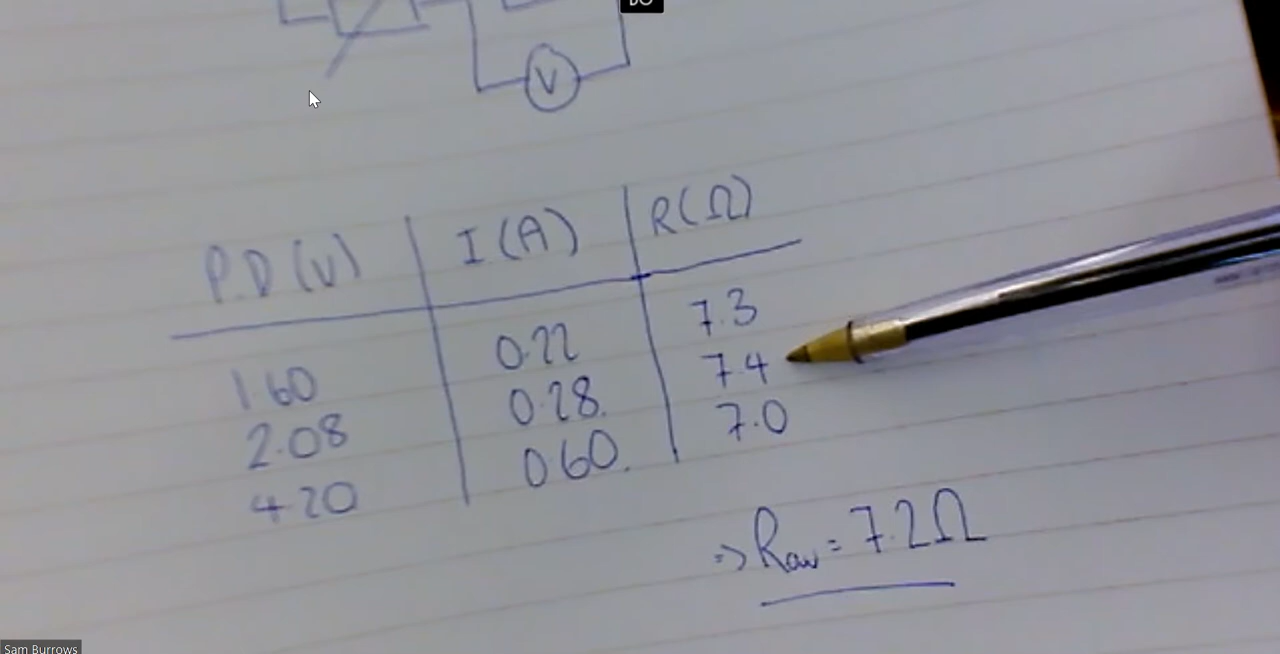 V
P.D (V) I (A) R(Ω)
1.60 0.22 7.3
2.08 0.28. 7.4
4.20 0.60. 7.0
=> Rav = 7.2Ω
Sam Burrows